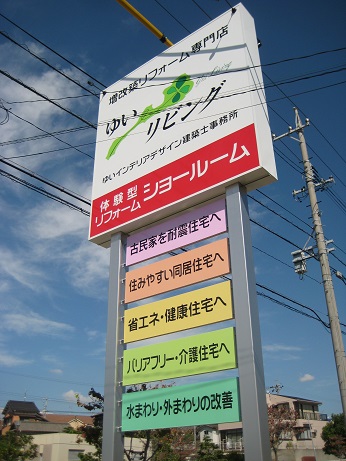 増改築リフォーム専門店
ゆいリビング
ゆいインテリアデザイン建築士事務所
体験型
リフォーム ショールーム
古民家を耐震住宅へ
住みやすい同居住宅へ
省エネ・健康住宅へ
バリアフリー・介護住宅へ
水まわり・外まわりの改善